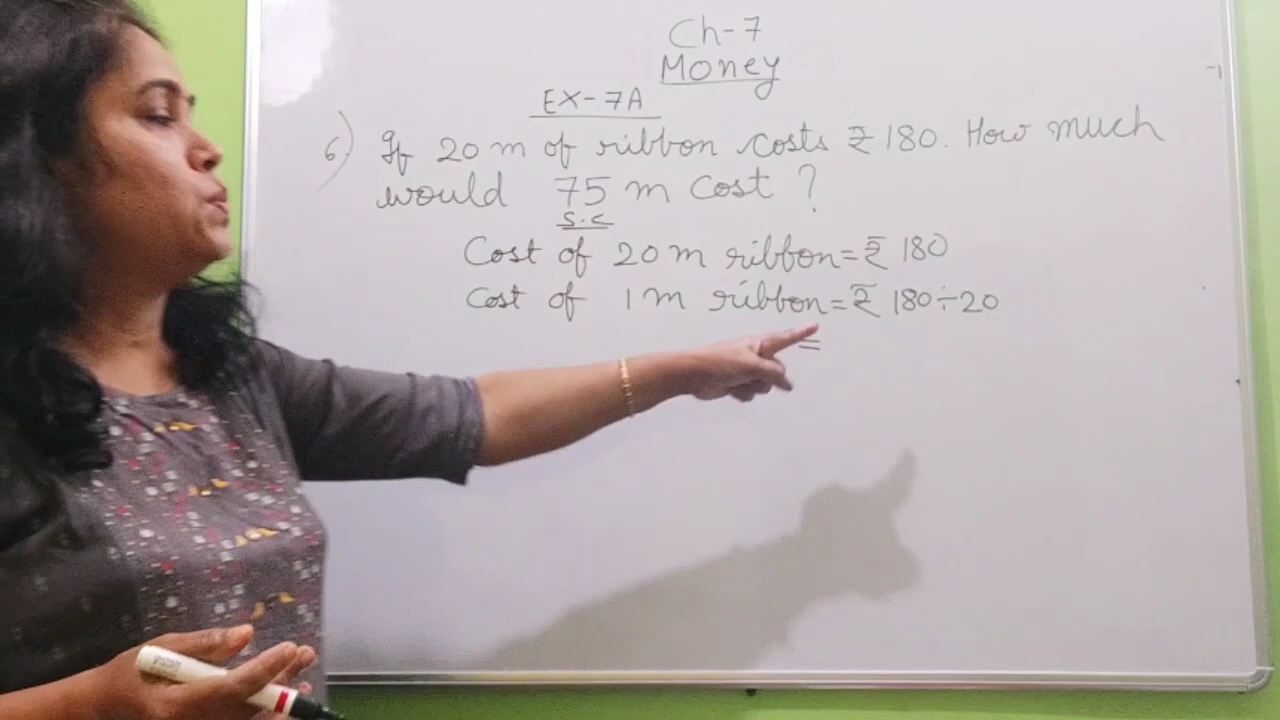 Ch-7
Money
EX-7A
6) If 20 m of ribbon costs ₹ 180. How much
would 75 m cost ?
S.C
Cost of 20 m ribbon = ₹ 180
Cost of 1 m ribbon = ₹ 180 ÷ 20
=